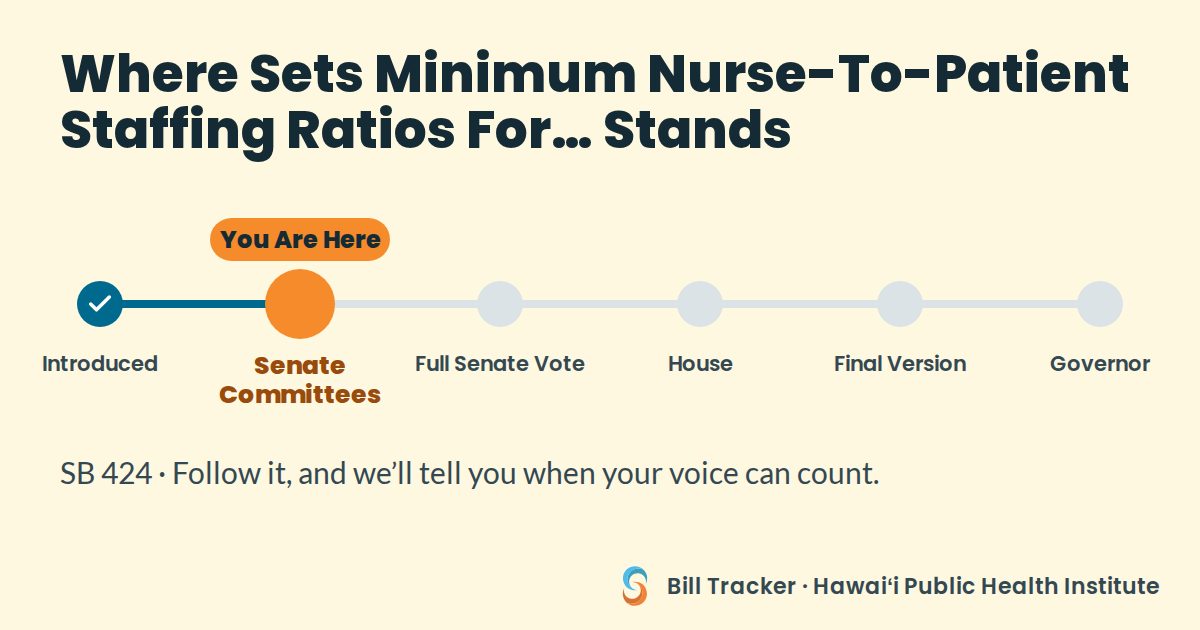 Where Sets Minimum Nurse-To-Patient
Staffing Ratios For... Stands
You Are Here
Introduced
Senate
Committees
Full Senate Vote
House
Final Version
Governor
SB 424 · Follow it, and we’ll tell you when your voice can count.
Bill Tracker · Hawaiʻi Public Health Institute